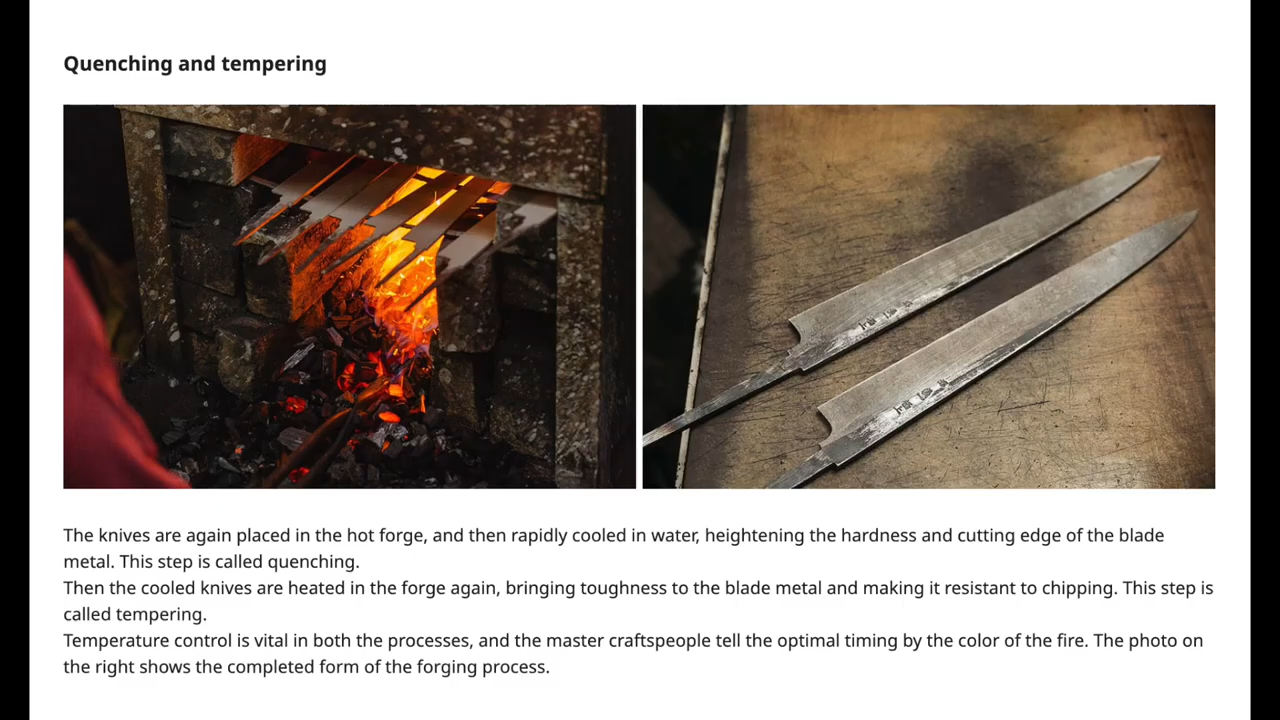 Quenching and tempering
The knives are again placed in the hot forge, and then rapidly cooled in water, heightening the hardness and cutting edge of the blade
metal. This step is called quenching.
Then the cooled knives are heated in the forge again, bringing toughness to the blade metal and making it resistant to chipping. This step is
called tempering.
Temperature control is vital in both the processes, and the master craftspeople tell the optimal timing by the color of the fire. The photo on
the right shows the completed form of the forging process.